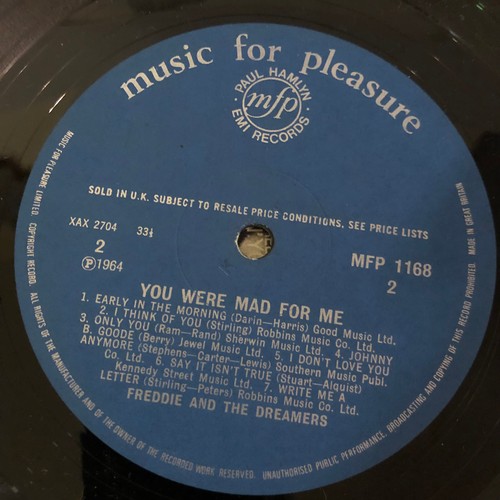 music for pleasure
PAUL HAMLYN
mfp
EMI RECORDS
SOLD IN U.K. SUBJECT TO RESALE PRICE CONDITIONS, SEE PRICE LISTS
XAX 2704 33⅓
MFP 1168
2
2
Ⓟ1964
YOU WERE MAD FOR ME
1. EARLY IN THE MORNING (Darin—Harris) Good Music Ltd.
2. I THINK OF YOU (Stirling) Robbins Music Co. Ltd.
3. ONLY YOU (Ram—Rand) Sherwin Music Ltd. 4. JOHNNY
B. GOODE (Berry) Jewel Music Ltd. 5. I DON'T LOVE YOU
ANYMORE (Stephens—Carter—Lewis) Southern Music Publ.
Co. Ltd. 6. SAY IT ISN'T TRUE (Stuart—Alquist)
Kennedy Street Music Ltd. 7. WRITE ME A
LETTER (Stirling—Peters) Robbins Music Co. Ltd
FREDDIE AND THE DREAMERS
MUSIC FOR PLEASURE LIMITED. COPYRIGHT RECORD. ALL RIGHTS OF THE MANUFACTURER AND OF THE OWNER OF THE RECORDED WORK RESERVED. UNAUTHORISED PUBLIC PERFORMANCE, BROADCASTING AND COPYING OF THIS RECORD PROHIBITED. MADE IN GREAT BRITAIN